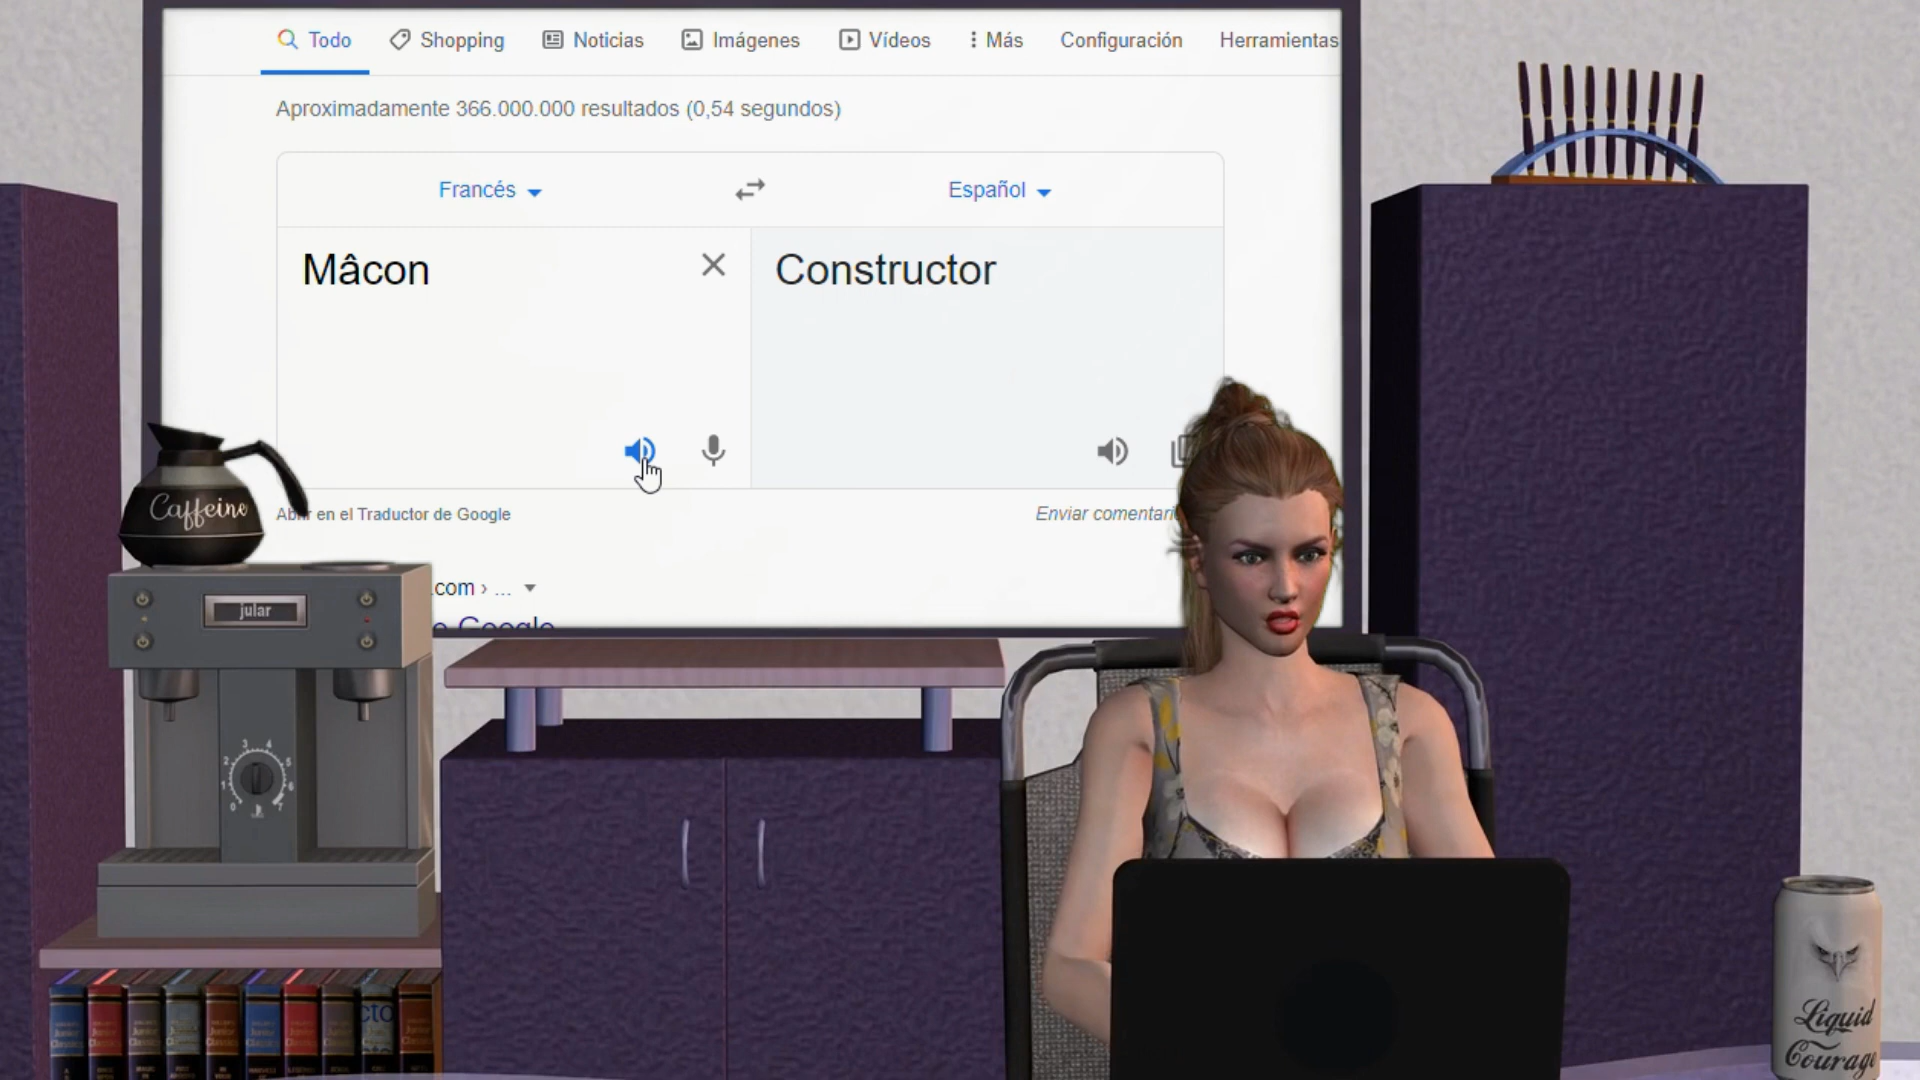 Todo Shopping Noticias Imágenes Vídeos Más Configuración Herramientas
Aproximadamente 366.000.000 resultados (0,54 segundos)
Francés Español
Mâcon Constructor
Caffeine
en el Traductor de Google
Enviar
.com › ...
Google
jular
Liquid
Courage